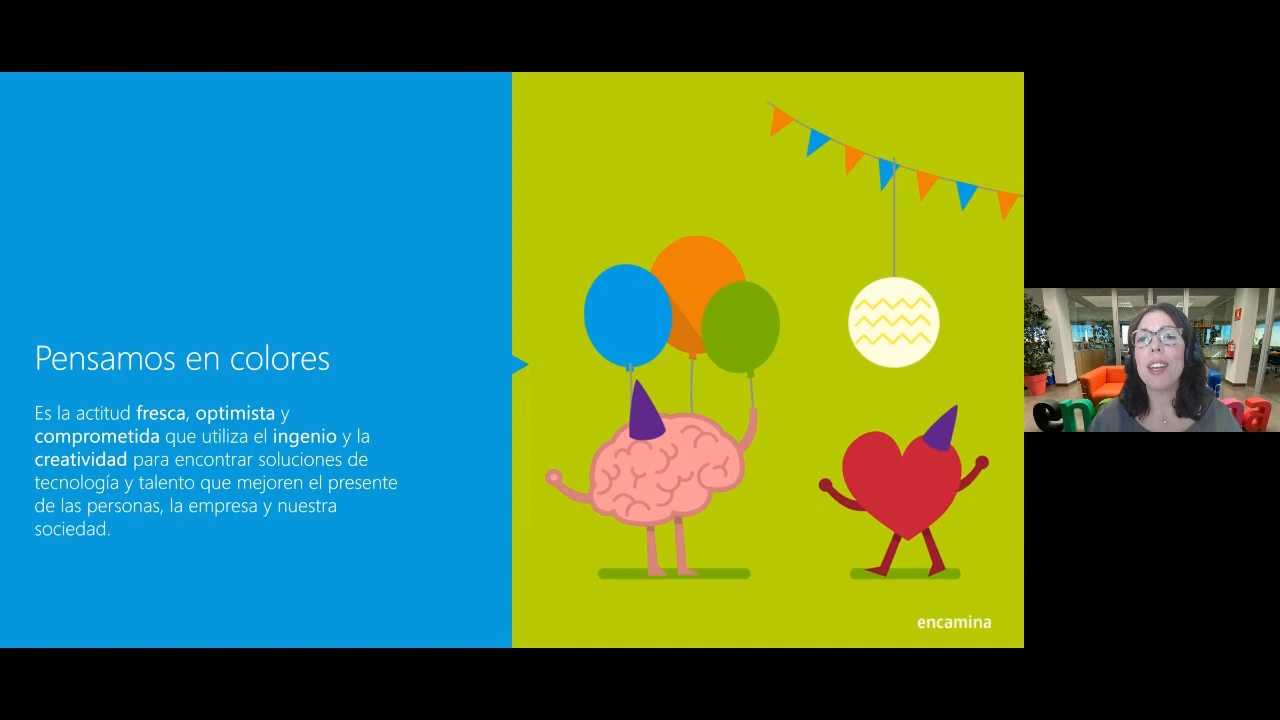 Pensamos en colores
Es la actitud fresca, optimista y
comprometida que utiliza el ingenio y la
creatividad para encontrar soluciones de
tecnología y talento que mejoren el presente
de las personas, la empresa y nuestra
sociedad.
encamina